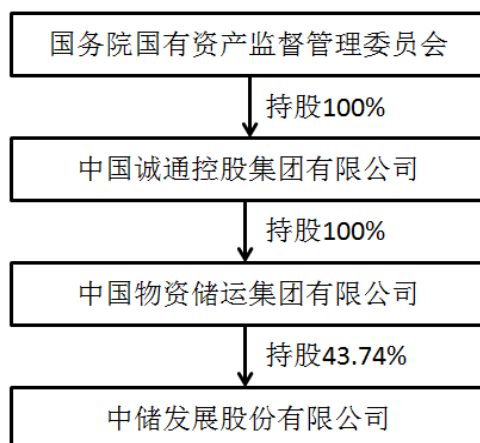 国务院国有资产监督管理委员会
持股100%
中国诚通控股集团有限公司
持股100%
中国物资储运集团有限公司
持股43.74%
中储发展股份有限公司